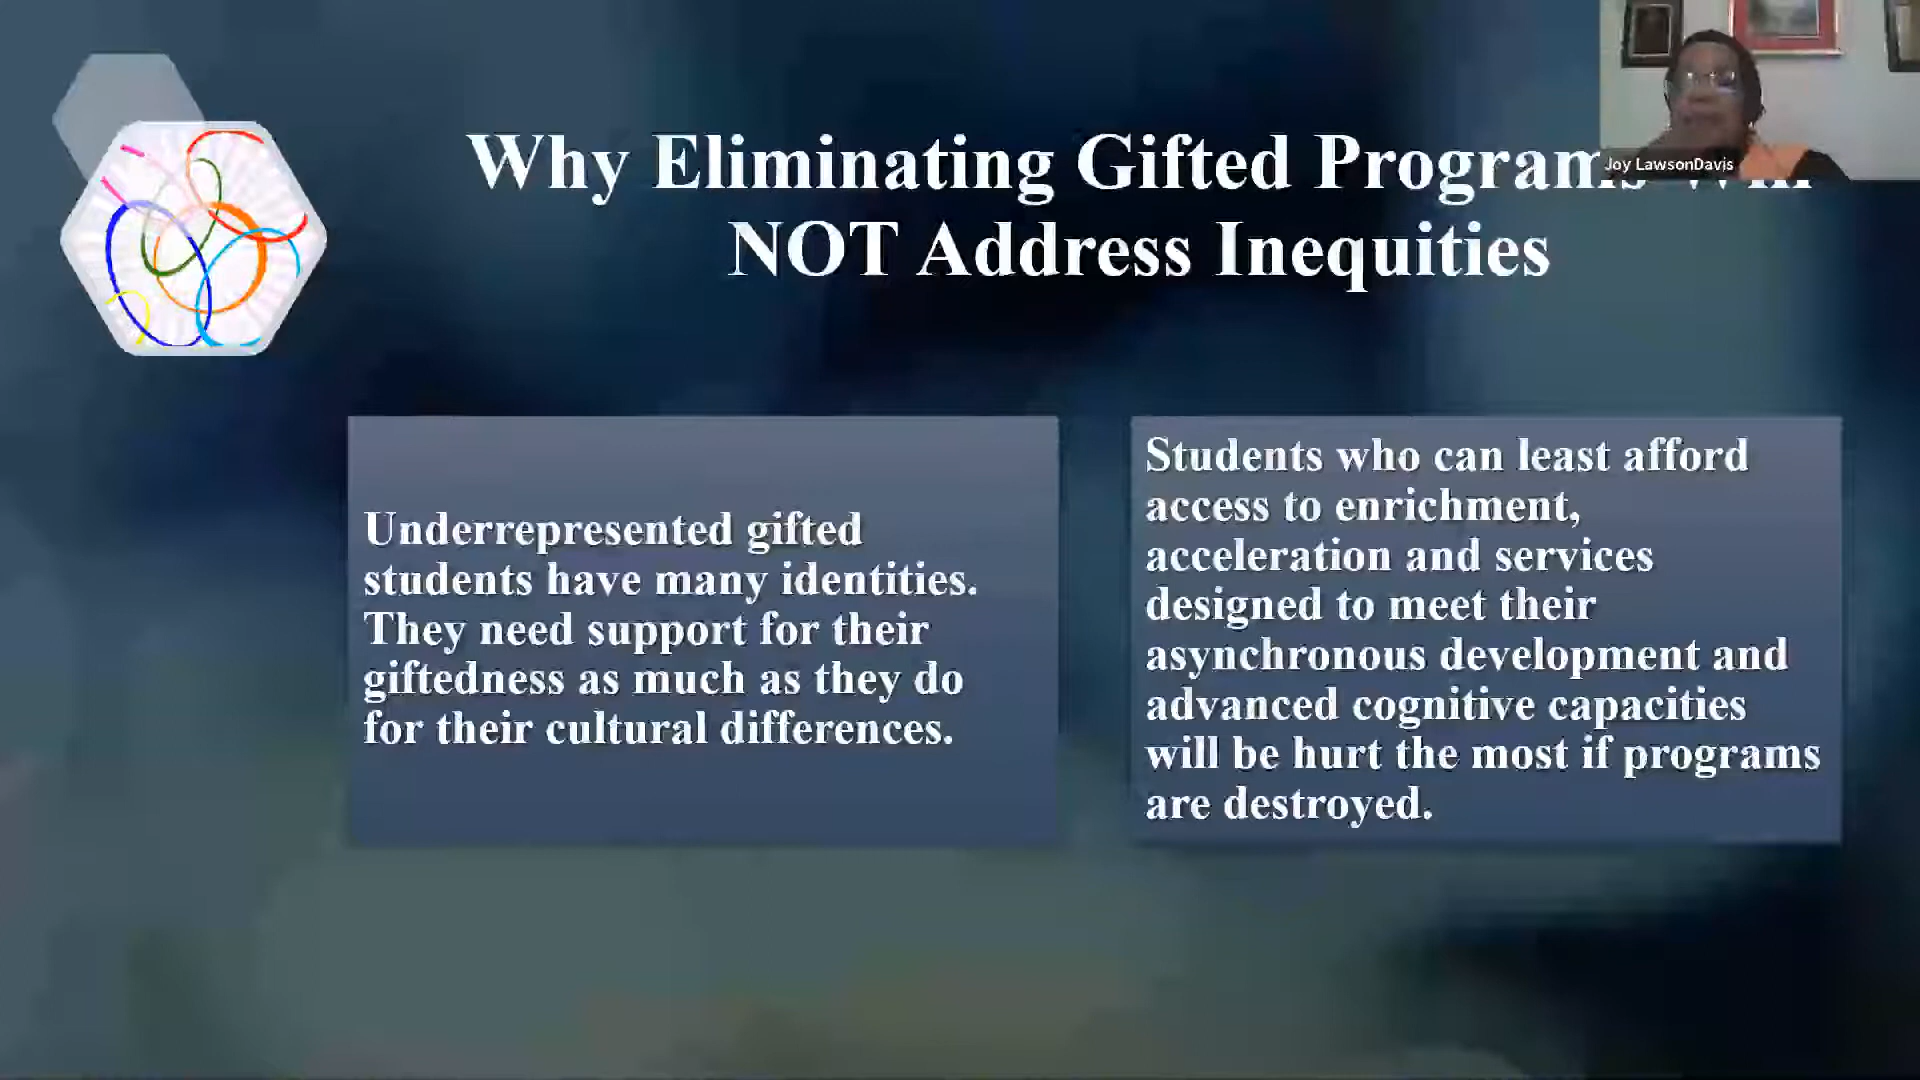 Why Eliminating Gifted Programs Will
NOT Address Inequities
Joy LawsonDavis
Underrepresented gifted
students have many identities.
They need support for their
giftedness as much as they do
for their cultural differences.
Students who can least afford
access to enrichment,
acceleration and services
designed to meet their
asynchronous development and
advanced cognitive capacities
will be hurt the most if programs
are destroyed.